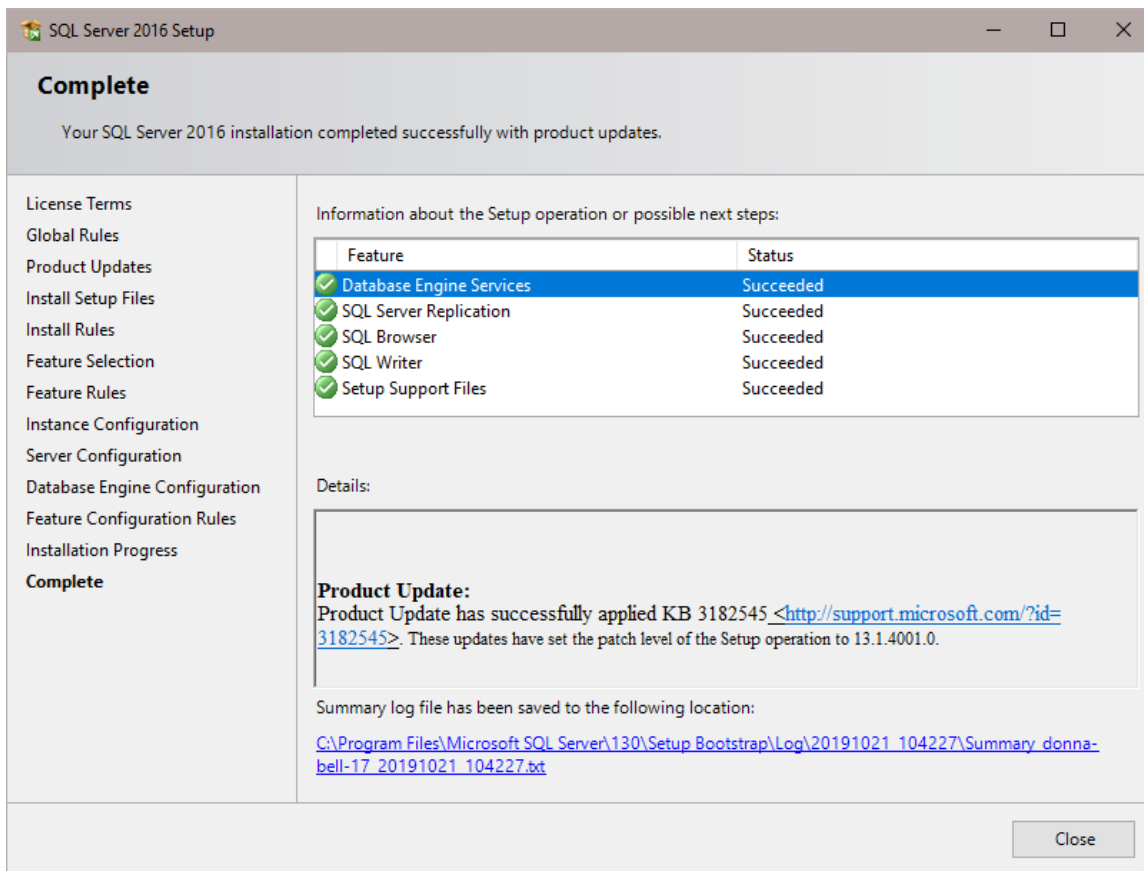 SQL Server 2016 Setup
Complete
Your SQL Server 2016 installation completed successfully with product updates.
License Terms
Global Rules
Product Updates
Install Setup Files
Install Rules
Feature Selection
Feature Rules
Instance Configuration
Server Configuration
Database Engine Configuration
Feature Configuration Rules
Installation Progress
Complete
Information about the Setup operation or possible next steps:
Feature Status
Database Engine Services Succeeded
SQL Server Replication Succeeded
SQL Browser Succeeded
SQL Writer Succeeded
Setup Support Files Succeeded
Details:
Product Update:
Product Update has successfully applied KB 3182545 <http://support.microsoft.com/?id=
3182545>. These updates have set the patch level of the Setup operation to 13.1.4001.0.
Summary log file has been saved to the following location:
C:\Program Files\Microsoft SQL Server\130\Setup Bootstrap\Log\20191021_104227\Summary_donna-
bell-17_20191021_104227.txt
Close